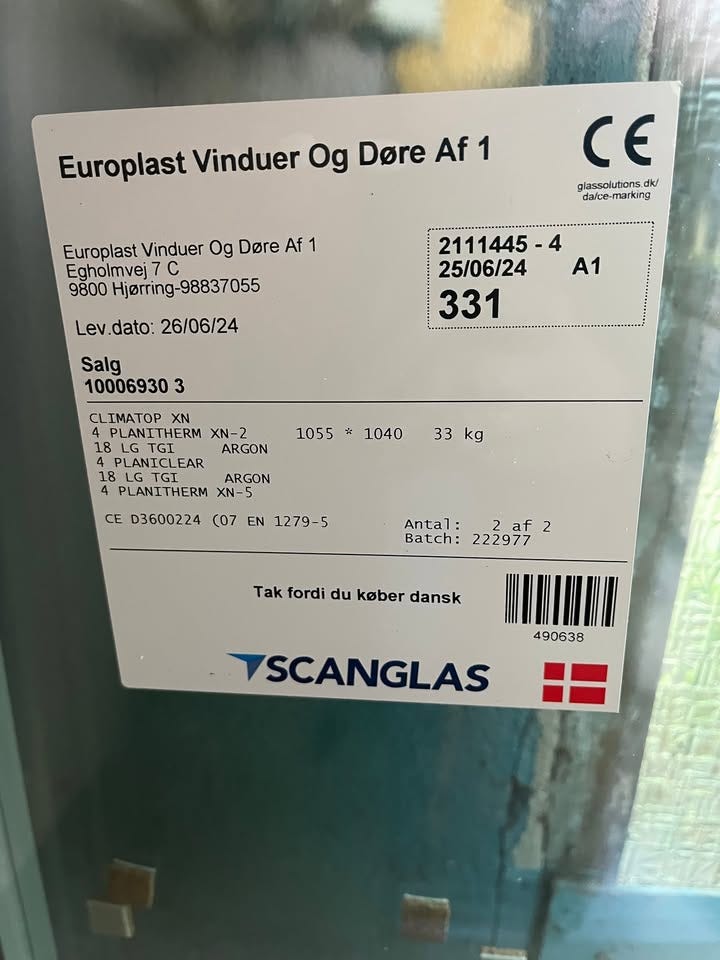 Europlast Vinduer Og Døre Af 1
CE
glassolutions.dk/
da/ce-marking
Europlast Vinduer Og Døre Af 1
Egholmvej 7 C
9800 Hjørring-98837055
Lev.dato: 26/06/24
2111445 - 4
25/06/24 A1
331
Salg
10006930 3
CLIMATOP XN
4 PLANITHERM XN-2 1055 * 1040 33 kg
18 LG TGI ARGON
4 PLANICLEAR
18 LG TGI ARGON
4 PLANITHERM XN-5
CE D3600224 (07 EN 1279-5 Antal: 2 af 2
Batch: 222977
Tak fordi du køber dansk
490638
SCANGLAS